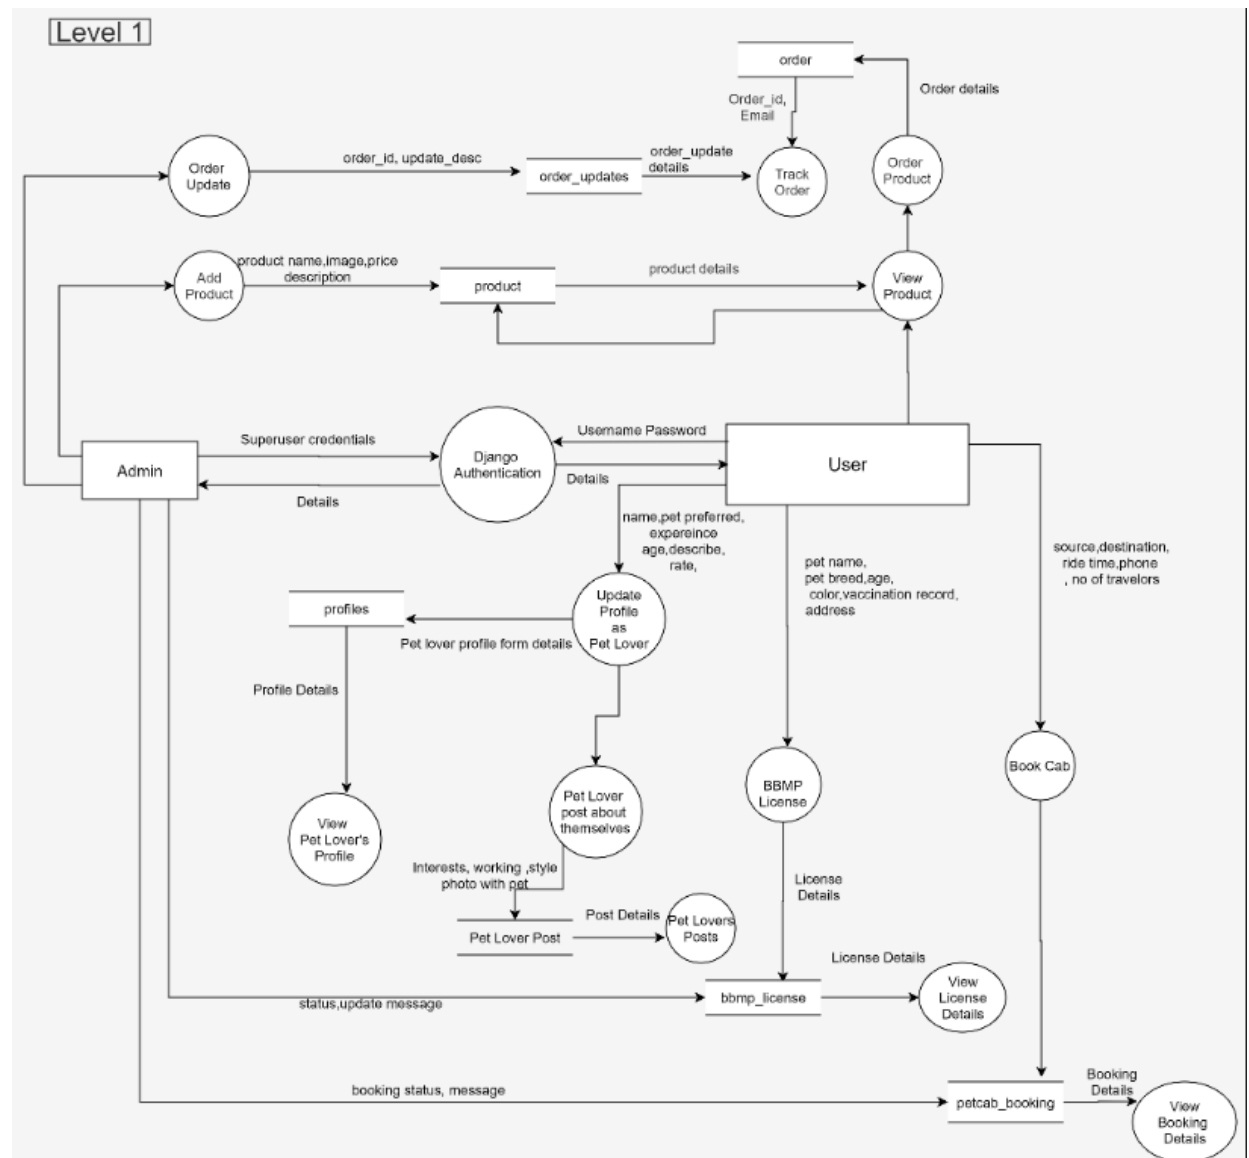 Level 1
order
Order details
Order_id,
Email
Order
Update
order_id, update_desc
order_updates
order_update
details
Track
Order
Order
Product
Add
Product
product name,image,price
description
product
product details
View
Product
Admin
Superuser credentials
Details
Django
Authentication
Username Password
Details
User
name,pet preferred,
expereince
age,describe,
rate,
pet name,
pet breed,age,
color,vaccination record,
address
source,destination,
ride time,phone
, no of travelors
profiles
Pet lover profile form details
Update
Profile
as
Pet Lover
Profile Details
View
Pet Lover's
Profile
Pet Lover
post about
themselves
BBMP
License
Book Cab
Interests, working ,style
photo with pet
Pet Lover Post
Post Details
Pet Lovers
Posts
License
Details
status,update message
bbmp_license
License Details
View
License
Details
booking status, message
petcab_booking
Booking
Details
View
Booking
Details